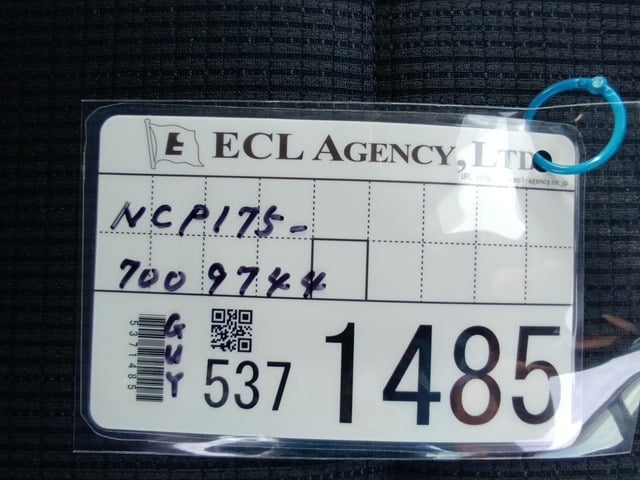 E ECL AGENCY, LTD
NCP175-
7009744
5371485
GUY
537 1485